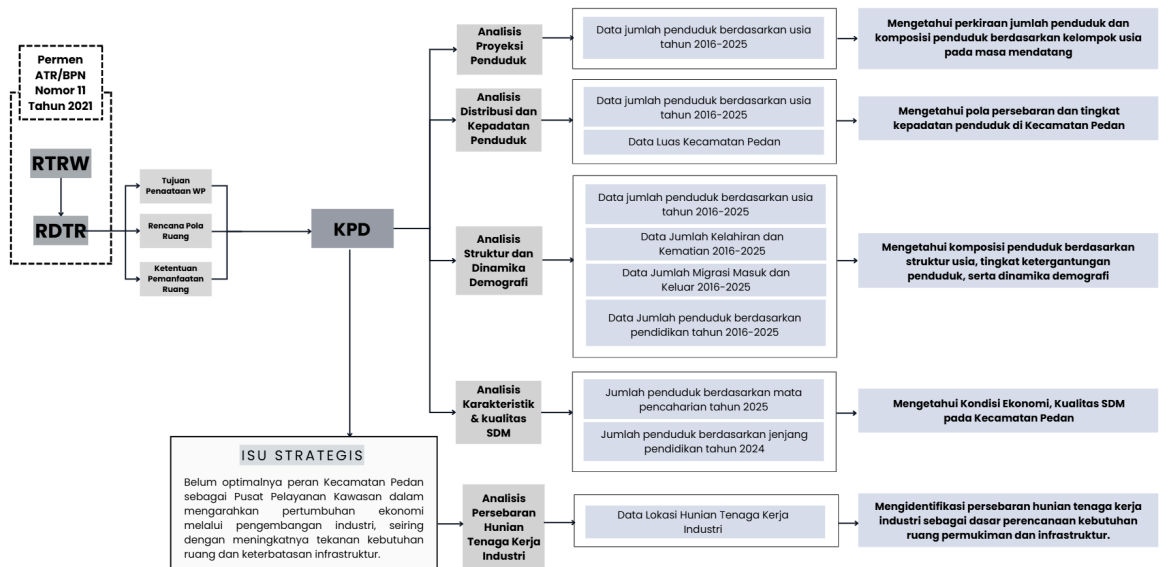 Permen
ATR/BPN
Nomor 11
Tahun 2021
RTRW
RDTR
Tujuan
Penaataan WP
Rencana Pola
Ruang
Ketentuan
Pemanfaatan
Ruang
KPD
ISU STRATEGIS
Belum optimalnya peran Kecamatan Pedan
sebagai Pusat Pelayanan Kawasan dalam
mengarahkan pertumbuhan ekonomi
melalui pengembangan industri, seiring
dengan meningkatnya tekanan kebutuhan
ruang dan keterbatasan infrastruktur.
Analisis
Proyeksi
Penduduk
Data jumlah penduduk berdasarkan usia
tahun 2016-2025
Mengetahui perkiraan jumlah penduduk dan
komposisi penduduk berdasarkan kelompok usia
pada masa mendatang
Analisis
Distribusi dan
Kepadatan
Penduduk
Data jumlah penduduk berdasarkan usia
tahun 2016-2025
Data Luas Kecamatan Pedan
Mengetahui pola persebaran dan tingkat
kepadatan penduduk di Kecamatan Pedan
Analisis
Struktur dan
Dinamika
Demografi
Data jumlah penduduk berdasarkan usia
tahun 2016-2025
Data Jumlah Kelahiran dan
Kematian 2016-2025
Data Jumlah Migrasi Masuk dan
Keluar 2016-2025
Data Jumlah penduduk berdasarkan
pendidikan tahun 2016-2025
Mengetahui komposisi penduduk berdasarkan
struktur usia, tingkat ketergantungan
penduduk, serta dinamika demografi
Analisis
Karakteristik
& kualitas
SDM
Jumlah penduduk berdasarkan mata
pencaharian tahun 2025
Jumlah penduduk berdasarkan jenjang
pendidikan tahun 2024
Mengetahui Kondisi Ekonomi, Kualitas SDM
pada Kecamatan Pedan
Analisis
Persebaran
Hunian
Tenaga Kerja
Industri
Data Lokasi Hunian Tenaga Kerja
Industri
Mengidentifikasi persebaran hunian tenaga kerja
industri sebagai dasar perencanaan kebutuhan
ruang permukiman dan infrastruktur.